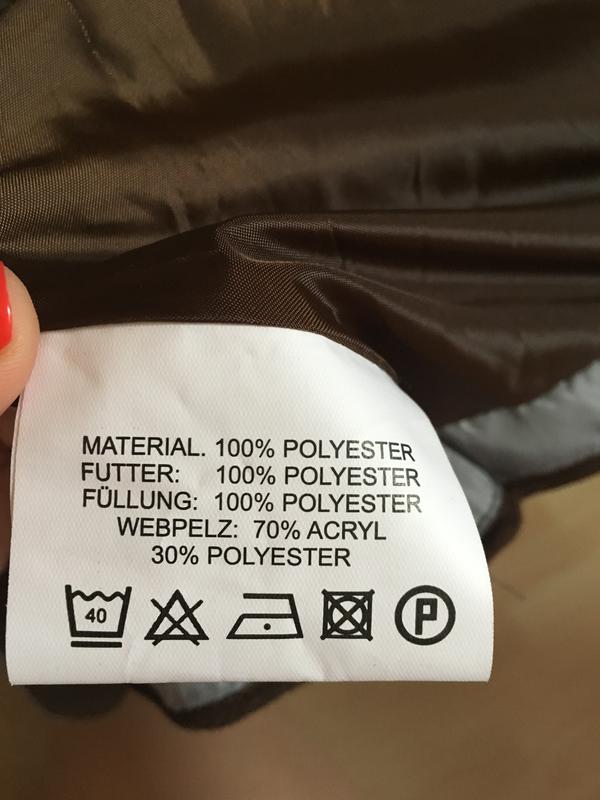 MATERIAL. 100% POLYESTER
FUTTER: 100% POLYESTER
FÜLLUNG: 100% POLYESTER
WEBPELZ: 70% ACRYL
30% POLYESTER
40 P